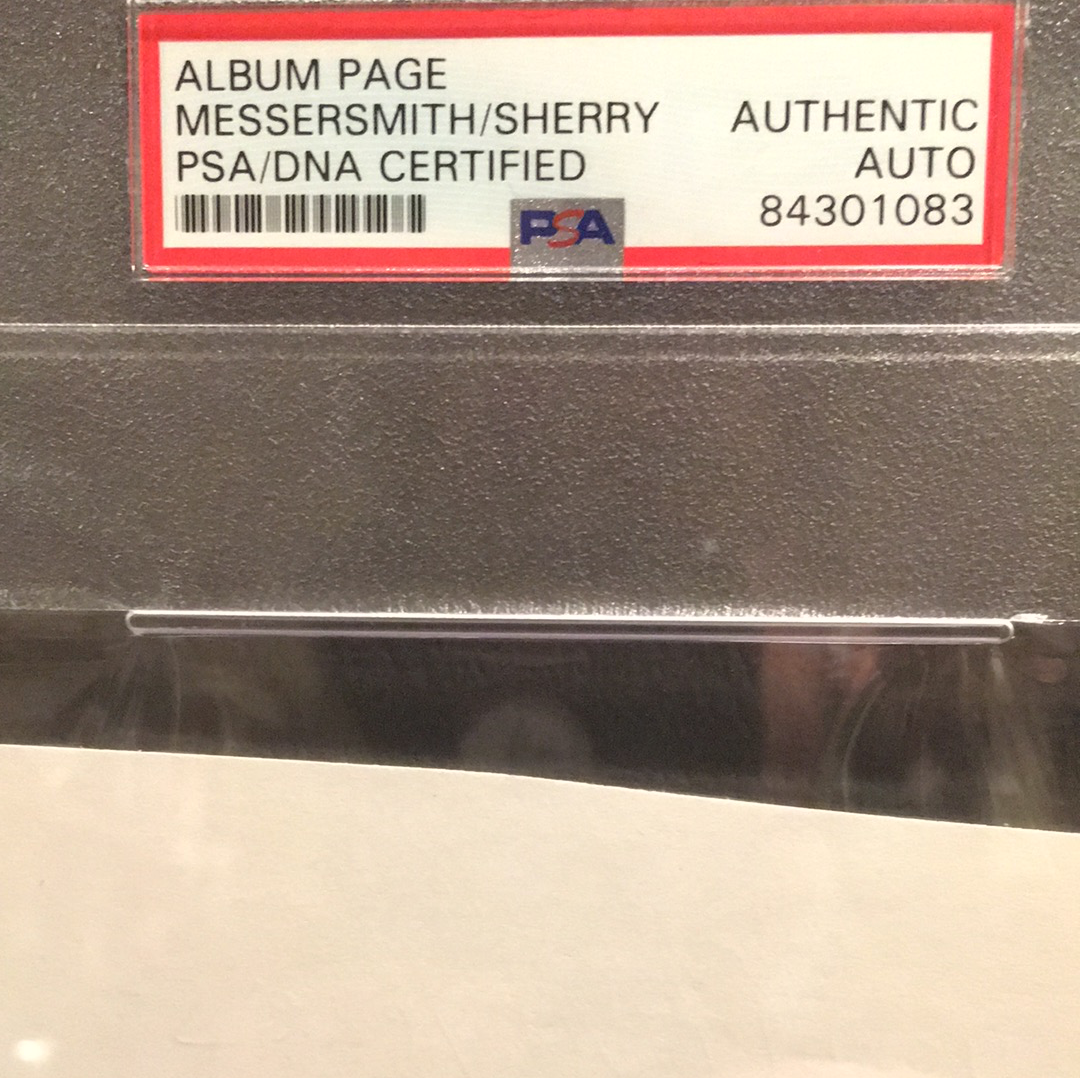 ALBUM PAGE
MESSERSMITH/SHERRY
PSA/DNA CERTIFIED
AUTHENTIC
AUTO
84301083
PSA